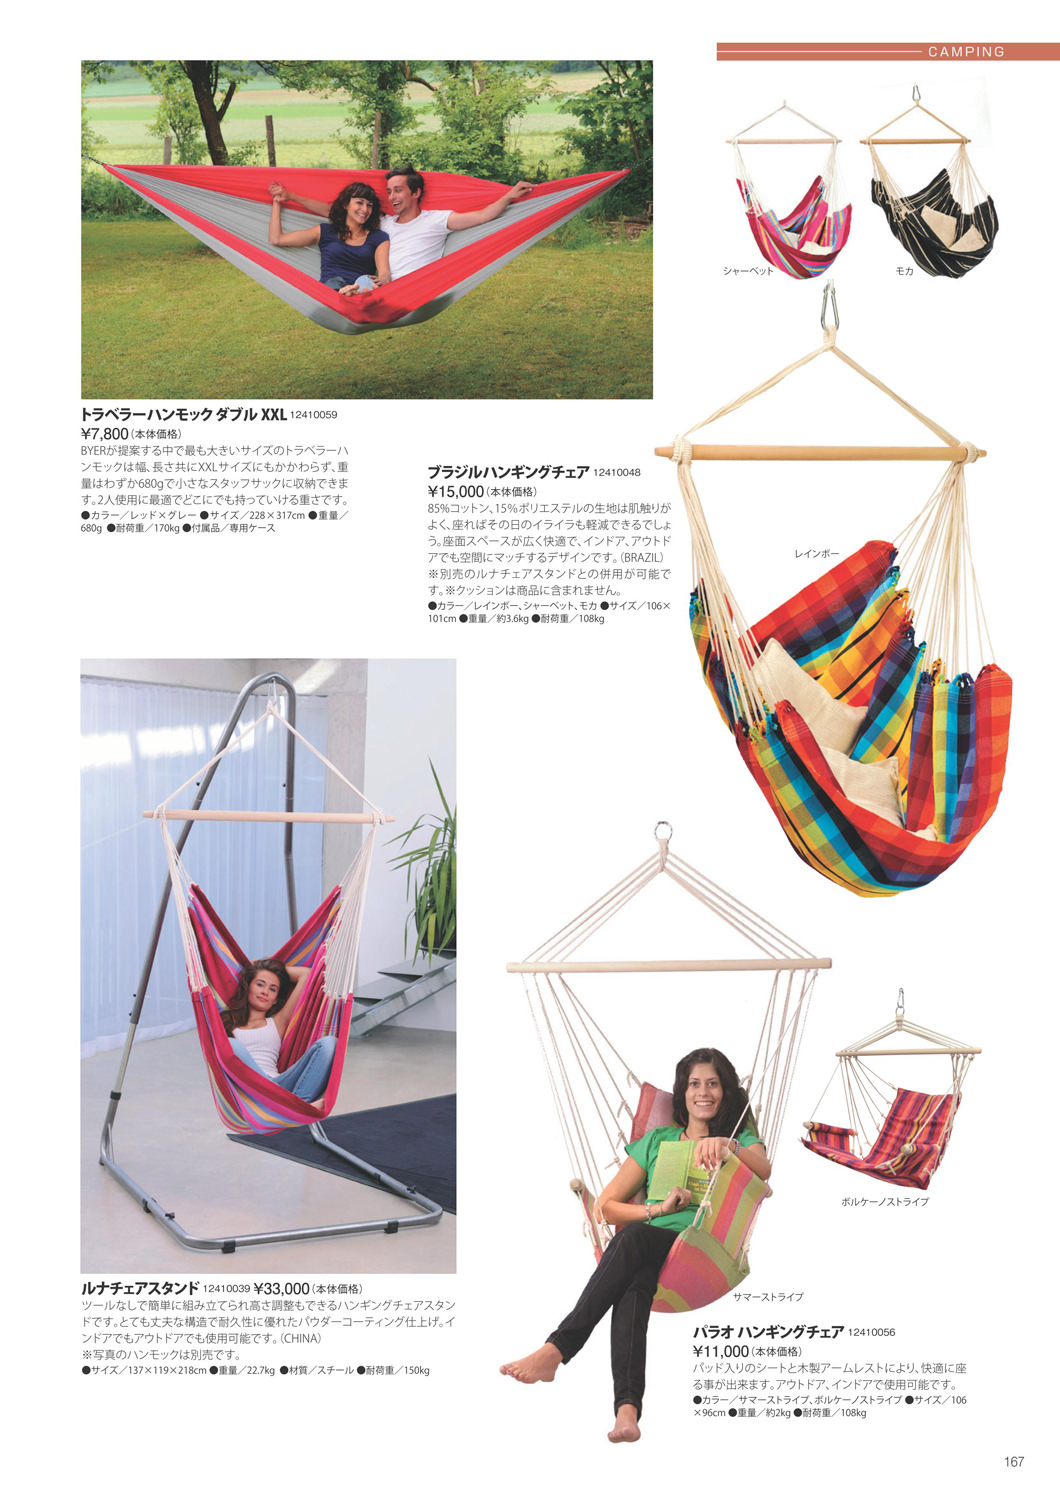 CAMPING
シャーベット
モカ
トラベラーハンモック ダブル XXL 12410059
¥7,800(本体価格)
BYERが提案する中で最も大きいサイズのトラベラーハ
ンモックは幅、長さ共にXXLサイズにもかかわらず、重
量はわずか680gで小さなスタッフサックに収納できま
す。2人使用に最適でどこにでも持っていける重さです。
●カラー／レッド×グレー ●サイズ／228×317cm ●重量／
680g ●耐荷重／170kg ●付属品／専用ケース
ブラジルハンギングチェア 12410048
¥15,000(本体価格)
85%コットン、15%ポリエステルの生地は肌触りが
よく、座ればその日のイライラも軽減できるでしょ
う。座面スペースが広く快適で、インドア、アウトド
アでも空間にマッチするデザインです。(BRAZIL)
※別売のルナチェアスタンドとの併用が可能で
す。※クッションは商品に含まれません。
●カラー／レインボー、シャーベット、モカ ●サイズ／106×
101cm ●重量／約3.6kg ●耐荷重／108kg
レインボー
ボルケーノストライプ
サマーストライプ
ルナチェアスタンド 12410039 ¥33,000(本体価格)
ツールなしで簡単に組み立てられ高さ調整もできるハンギングチェアスタン
ドです。とても丈夫な構造で耐久性に優れたパウダーコーティング仕上げ。イ
ンドアでもアウトドアでも使用可能です。(CHINA)
※写真のハンモックは別売です。
●サイズ／137×119×218cm ●重量／22.7kg ●材質／スチール ●耐荷重／150kg
パラオ ハンギングチェア 12410056
¥11,000(本体価格)
パッド入りのシートと木製アームレストにより、快適に座
る事が出来ます。アウトドア、インドアで使用可能です。
●カラー／サマーストライプ、ボルケーノストライプ ●サイズ／106
×96cm ●重量／約2kg ●耐荷重／108kg
167